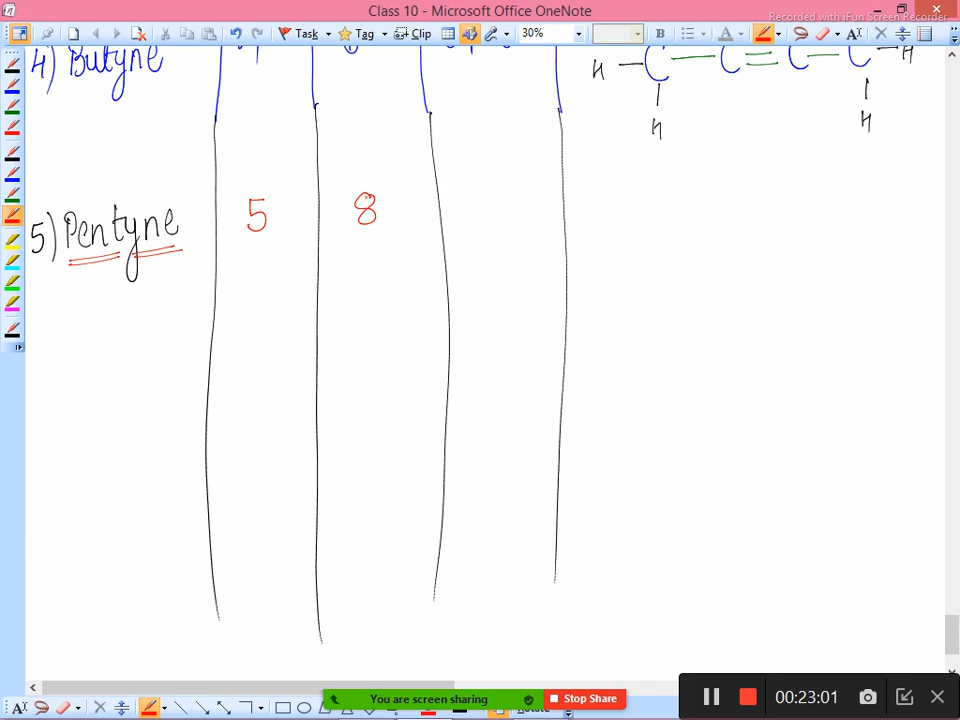 Class 10 - Microsoft Office OneNote
Recorded with iFun Screen Recorder
Task Tag Clip 30% B A A
4) Butyne
H C C C C H
H H
5) Pentyne 5 8
You are screen sharing Stop Share
00:23:01